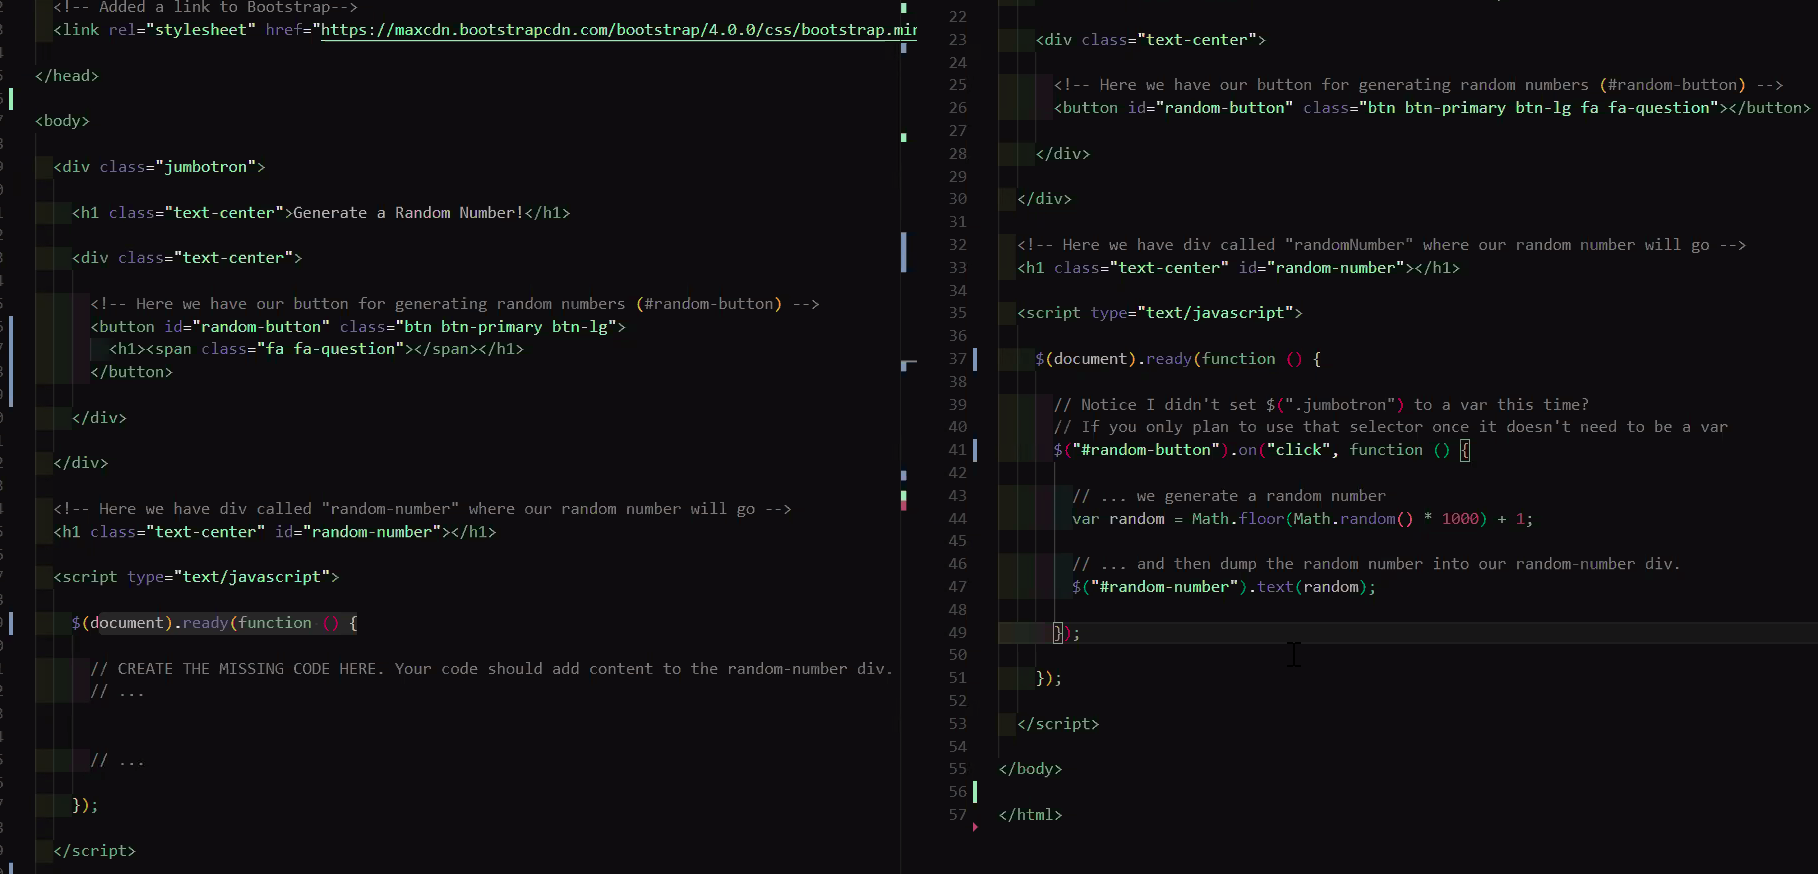 <!-- Added a link to Bootstrap-->
<link rel="stylesheet" href="https://maxcdn.bootstrapcdn.com/bootstrap/4.0.0/css/bootstrap.min
</head>
<body>
<div class="jumbotron">
<h1 class="text-center">Generate a Random Number!</h1>
<div class="text-center">
<!-- Here we have our button for generating random numbers (#random-button) -->
<button id="random-button" class="btn btn-primary btn-lg">
<h1><span class="fa fa-question"></span></h1>
</button>
</div>
</div>
<!-- Here we have div called "random-number" where our random number will go -->
<h1 class="text-center" id="random-number"></h1>
<script type="text/javascript">
$(document).ready(function () {
// CREATE THE MISSING CODE HERE. Your code should add content to the random-number div.
// ...
// ...
});
</script>
22
23 <div class="text-center">
24
25 <!-- Here we have our button for generating random numbers (#random-button) -->
26 <button id="random-button" class="btn btn-primary btn-lg fa fa-question"></button>
27
28 </div>
29
30 </div>
31
32 <!-- Here we have div called "randomNumber" where our random number will go -->
33 <h1 class="text-center" id="random-number"></h1>
34
35 <script type="text/javascript">
36
37 $(document).ready(function () {
38
39 // Notice I didn't set $(".jumbotron") to a var this time?
40 // If you only plan to use that selector once it doesn't need to be a var
41 $("#random-button").on("click", function () {
42
43 // ... we generate a random number
44 var random = Math.floor(Math.random() * 1000) + 1;
45
46 // ... and then dump the random number into our random-number div.
47 $("#random-number").text(random);
48
49 });
50
51 });
52
53 </script>
54
55 </body>
56
57 </html>